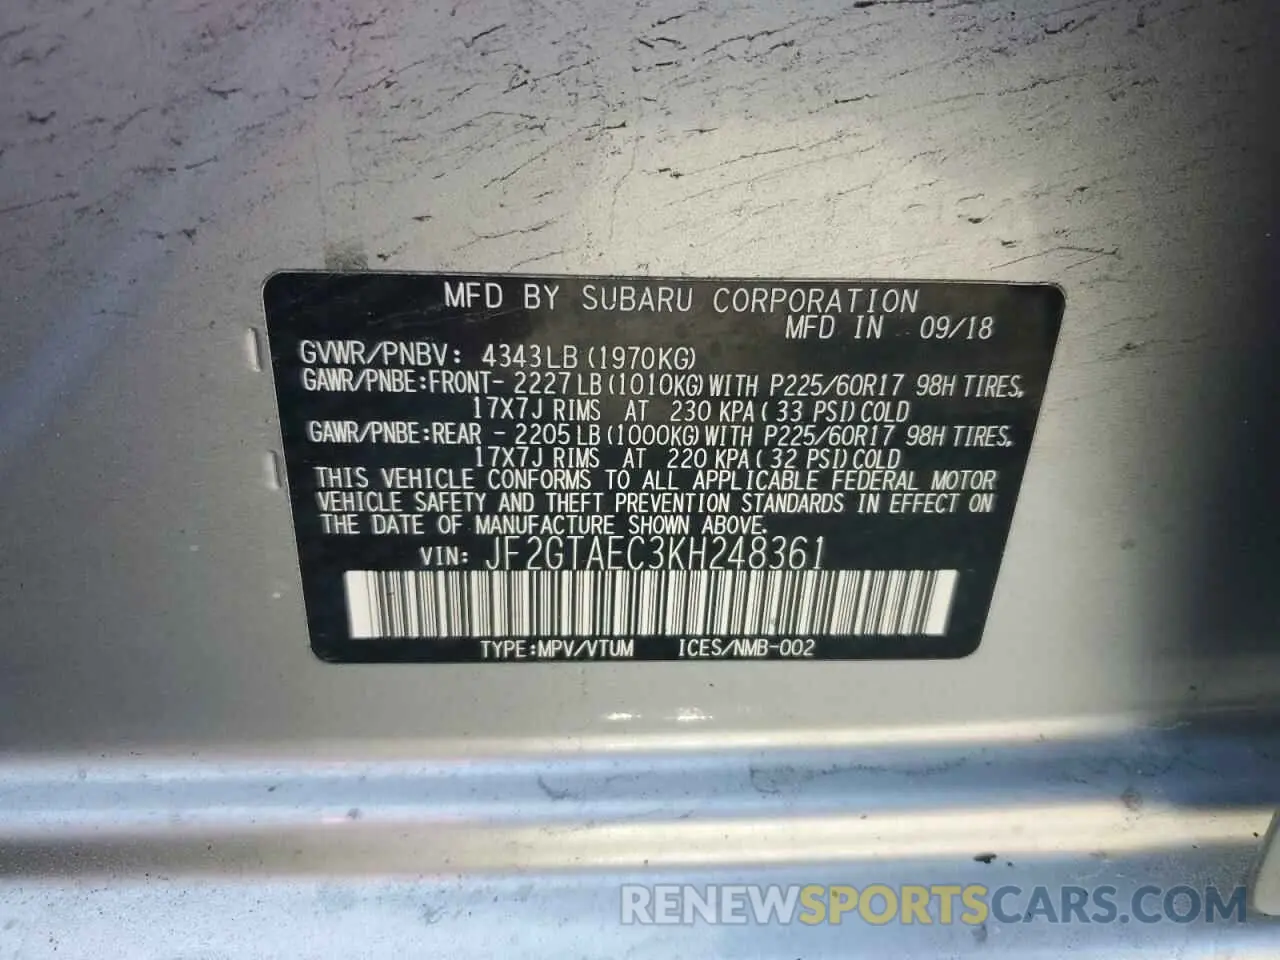 MFD BY SUBARU CORPORATION
MFD IN 09/18
GVWR/PNBV: 4343LB(1970KG)
GAWR/PNBE:FRONT- 2227LB(1010KG)WITH P225/60R17 98H TIRES,
17X7J RIMS AT 230 KPA(33 PSI)COLD
GAWR/PNBE:REAR - 2205LB(1000KG)WITH P225/60R17 98H TIRES,
17X7J RIMS AT 220 KPA(32 PSI)COLD
THIS VEHICLE CONFORMS TO ALL APPLICABLE FEDERAL MOTOR
VEHICLE SAFETY AND THEFT PREVENTION STANDARDS IN EFFECT ON
THE DATE OF MANUFACTURE SHOWN ABOVE.
VIN: JF2GTAEC3KH248361
TYPE:MPV/VTUM ICES/NMB-002
RENEWSPORTSCARS.COM